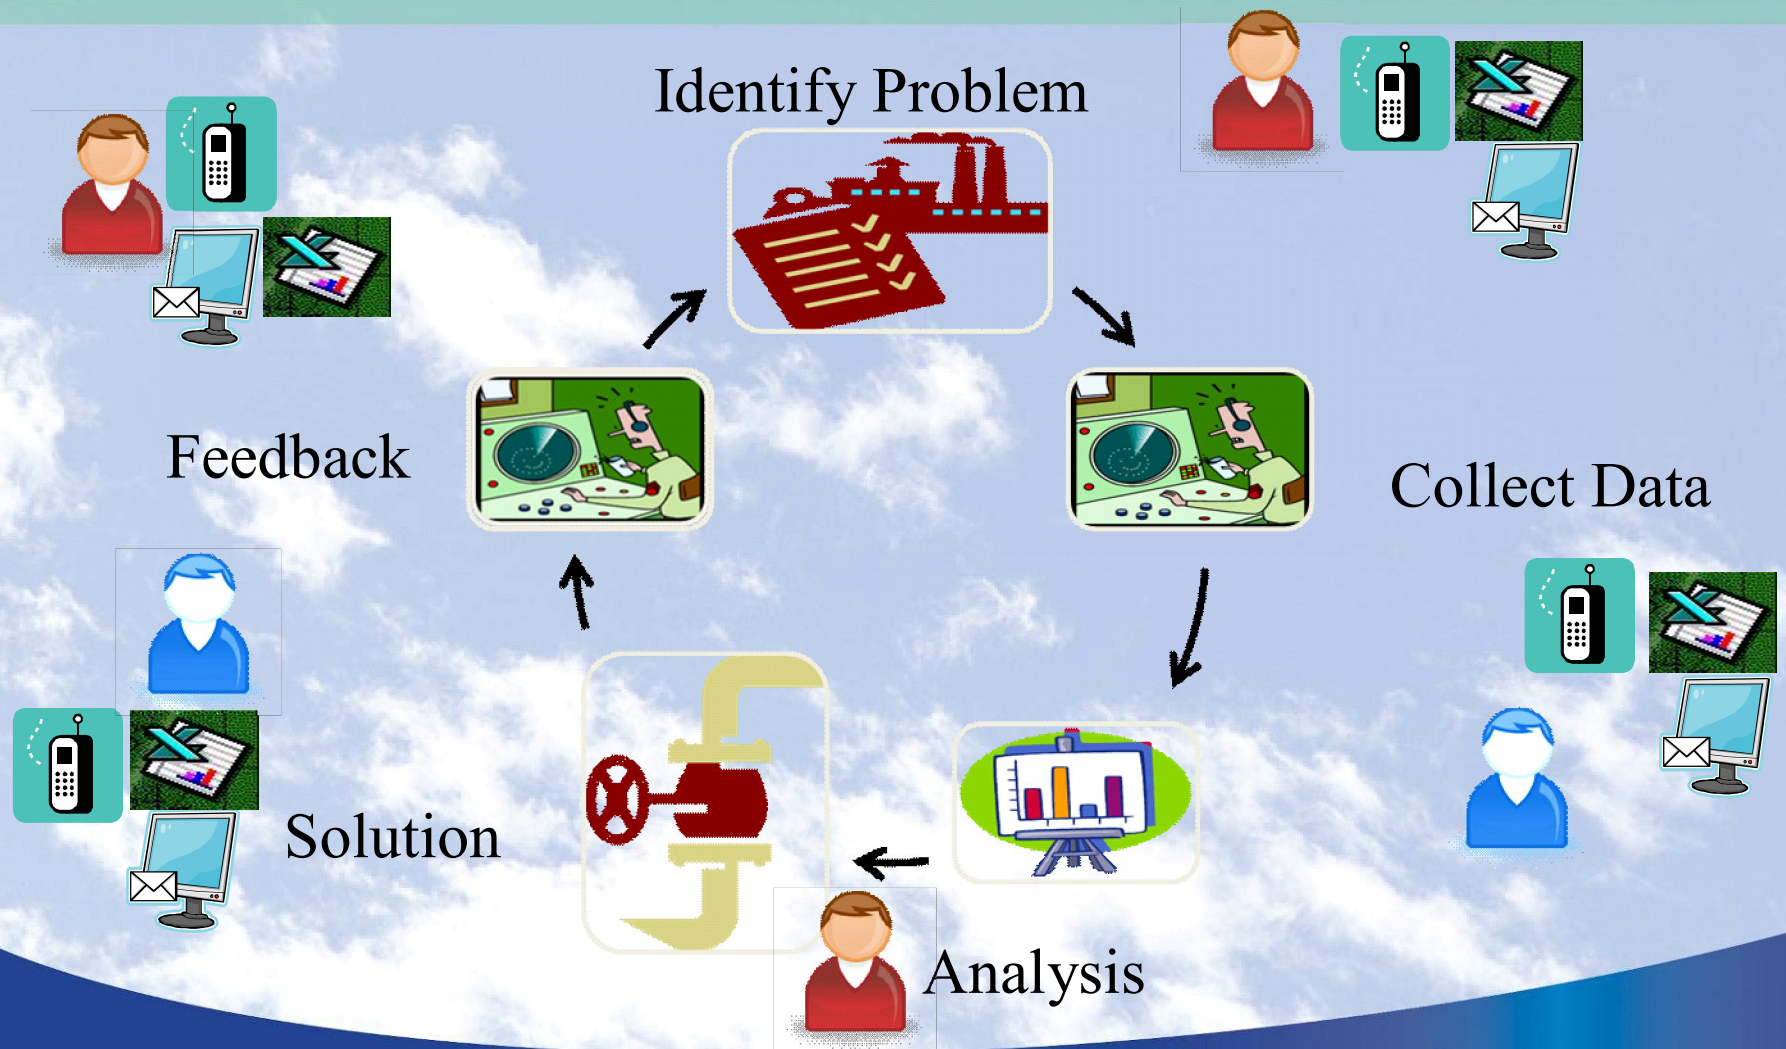 Identify Problem
Feedback
Collect Data
Solution
Analysis